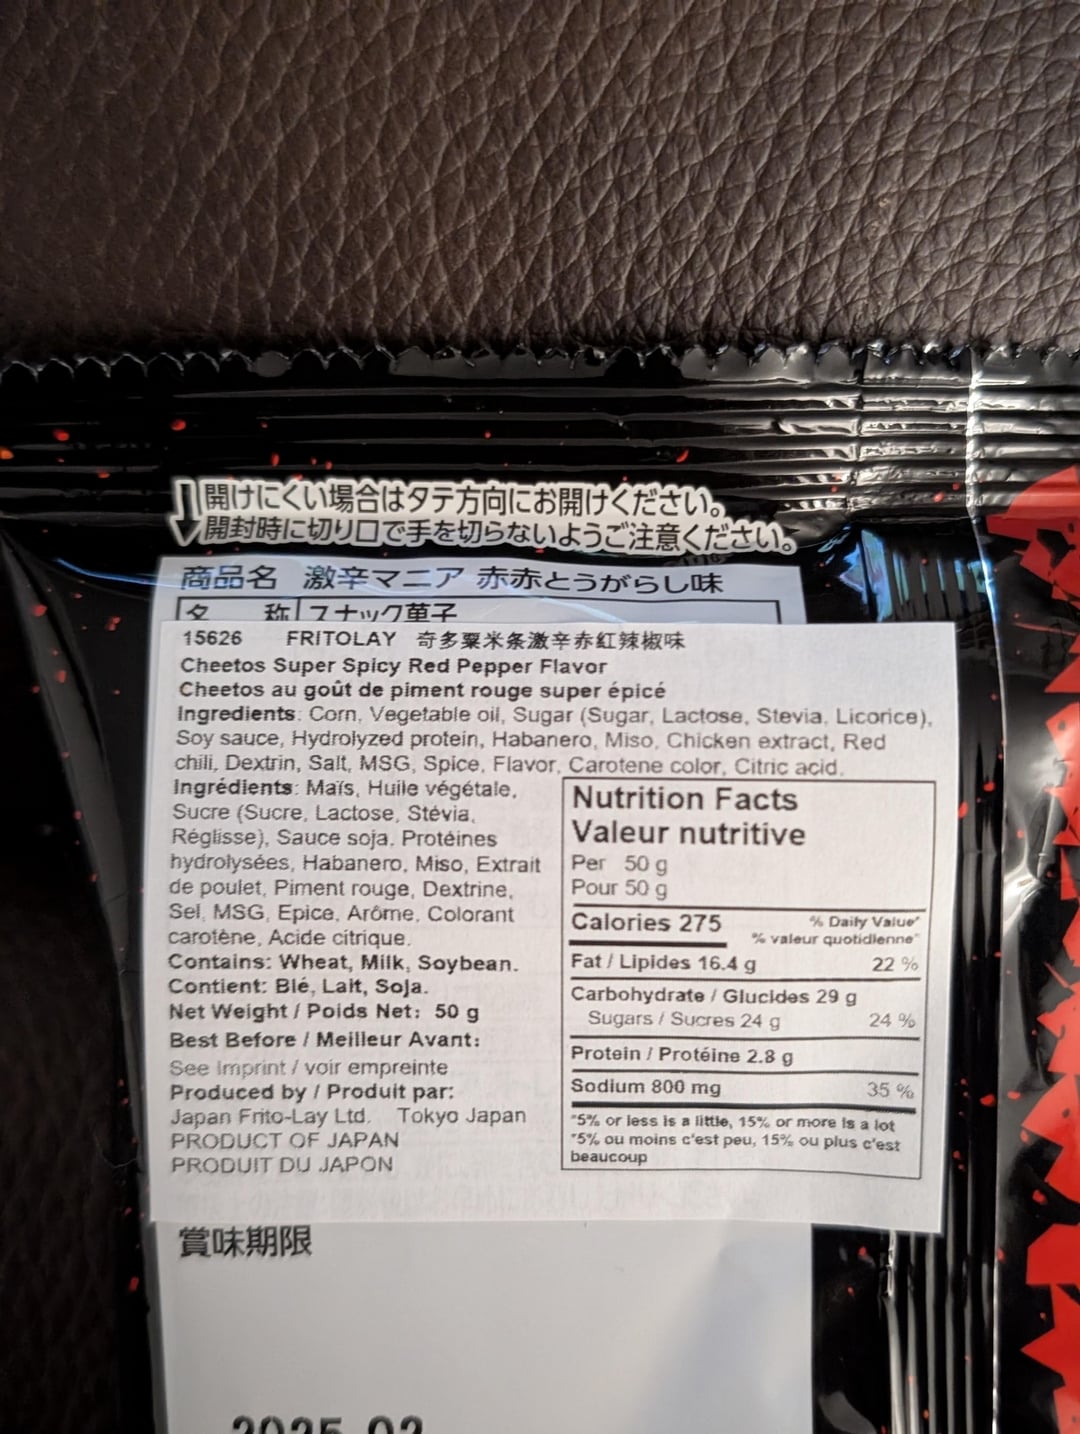 開けにくい場合はタテ方向にお開けください。
開封時に切り口で手を切らないようご注意ください。
商品名 激辛マニア 赤赤とうがらし味
名 称 スナック菓子
15626 FRITOLAY 奇多粟米条激辛赤紅辣椒味
Cheetos Super Spicy Red Pepper Flavor
Cheetos au goût de piment rouge super épicé
Ingredients: Corn, Vegetable oil, Sugar (Sugar, Lactose, Stevia, Licorice),
Soy sauce, Hydrolyzed protein, Habanero, Miso, Chicken extract, Red
chili, Dextrin, Salt, MSG, Spice, Flavor, Carotene color, Citric acid.
Ingrédients: Maïs, Huile végétale,
Sucre (Sucre, Lactose, Stévia,
Réglisse), Sauce soja, Protéines
hydrolysées, Habanero, Miso, Extrait
de poulet, Piment rouge, Dextrine,
Sel, MSG, Epice, Arôme, Colorant
carotène, Acide citrique.
Contains: Wheat, Milk, Soybean.
Contient: Blé, Lait, Soja.
Net Weight / Poids Net: 50 g
Best Before / Meilleur Avant:
See imprint / voir empreinte
Produced by / Produit par:
Japan Frito-Lay Ltd. Tokyo Japan
PRODUCT OF JAPAN
PRODUIT DU JAPON
Nutrition Facts
Valeur nutritive
Per 50 g
Pour 50 g
Calories 275
% Daily Value*
% valeur quotidienne*
Fat / Lipides 16.4 g 22 %
Carbohydrate / Glucides 29 g
Sugars / Sucres 24 g 24 %
Protein / Protéine 2.8 g
Sodium 800 mg 35 %
*5% or less is a little, 15% or more is a lot
*5% ou moins c'est peu, 15% ou plus c'est
beaucoup
賞味期限
2025 02